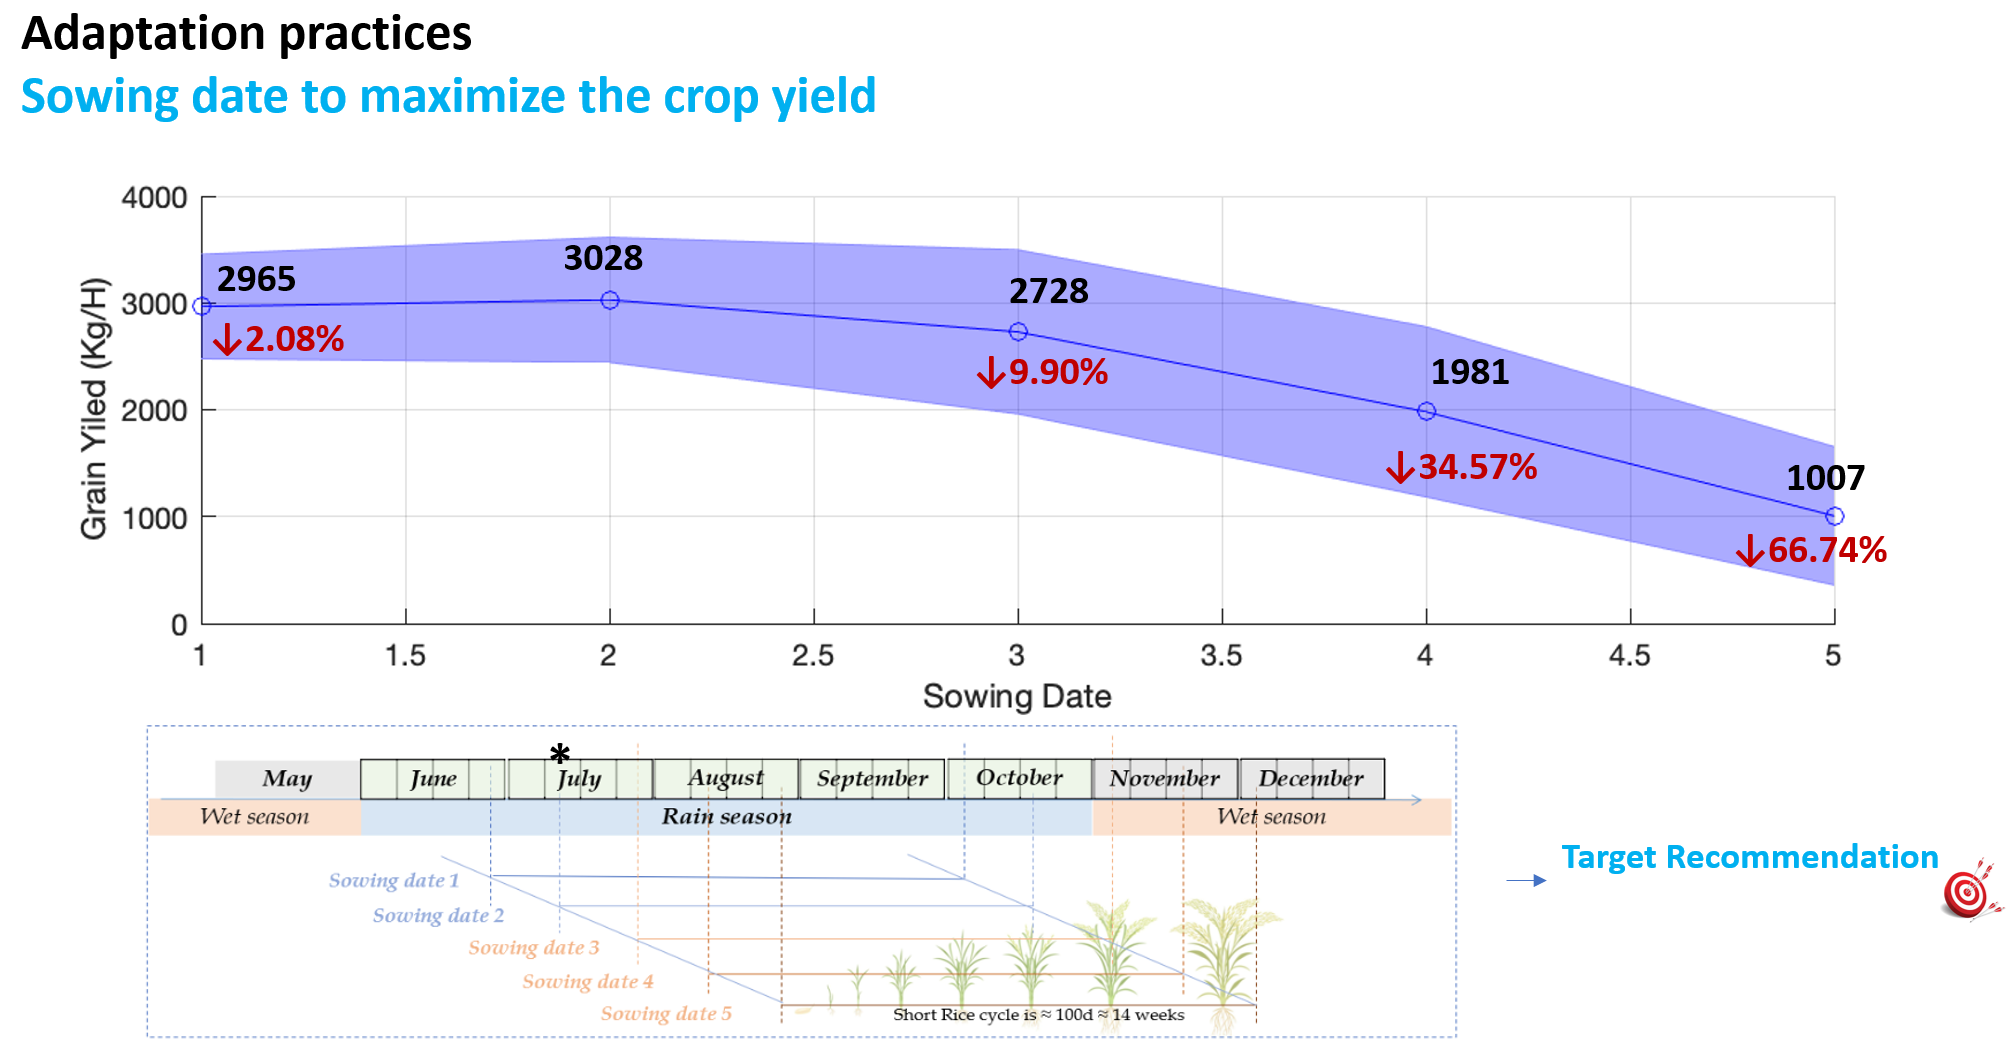 Adaptation practices
Sowing date to maximize the crop yield
4000
3000
2000
1000
0
Grain Yiled (Kg/H)
2965
3028
2728
1981
1007
↓2.08%
↓9.90%
↓34.57%
↓66.74%
1 1.5 2 2.5 3 3.5 4 4.5 5
Sowing Date
*
May June July August September October November December
Wet season Rain season Wet season
Sowing date 1
Sowing date 2
Sowing date 3
Sowing date 4
Sowing date 5
Short Rice cycle is ≈ 100d ≈ 14 weeks
Target Recommendation